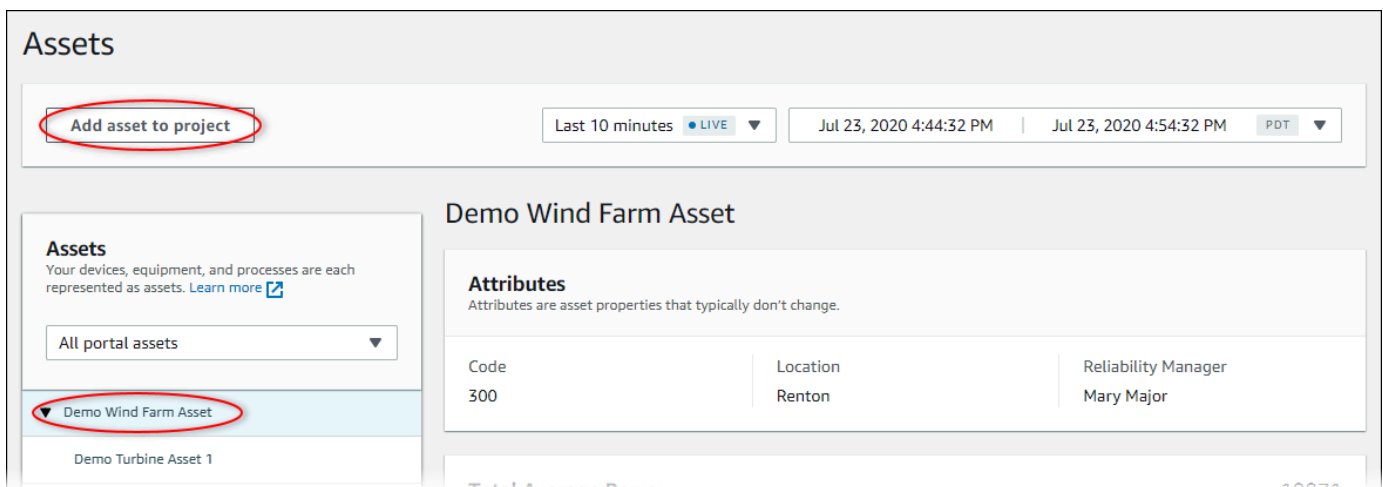 Assets
Add asset to project
Last 10 minutes LIVE
Jul 23, 2020 4:44:32 PM | Jul 23, 2020 4:54:32 PM PDT
Assets
Your devices, equipment, and processes are each
represented as assets. Learn more
All portal assets
Demo Wind Farm Asset
Demo Turbine Asset 1
Demo Wind Farm Asset
Attributes
Attributes are asset properties that typically don't change.
Code
300
Location
Renton
Reliability Manager
Mary Major